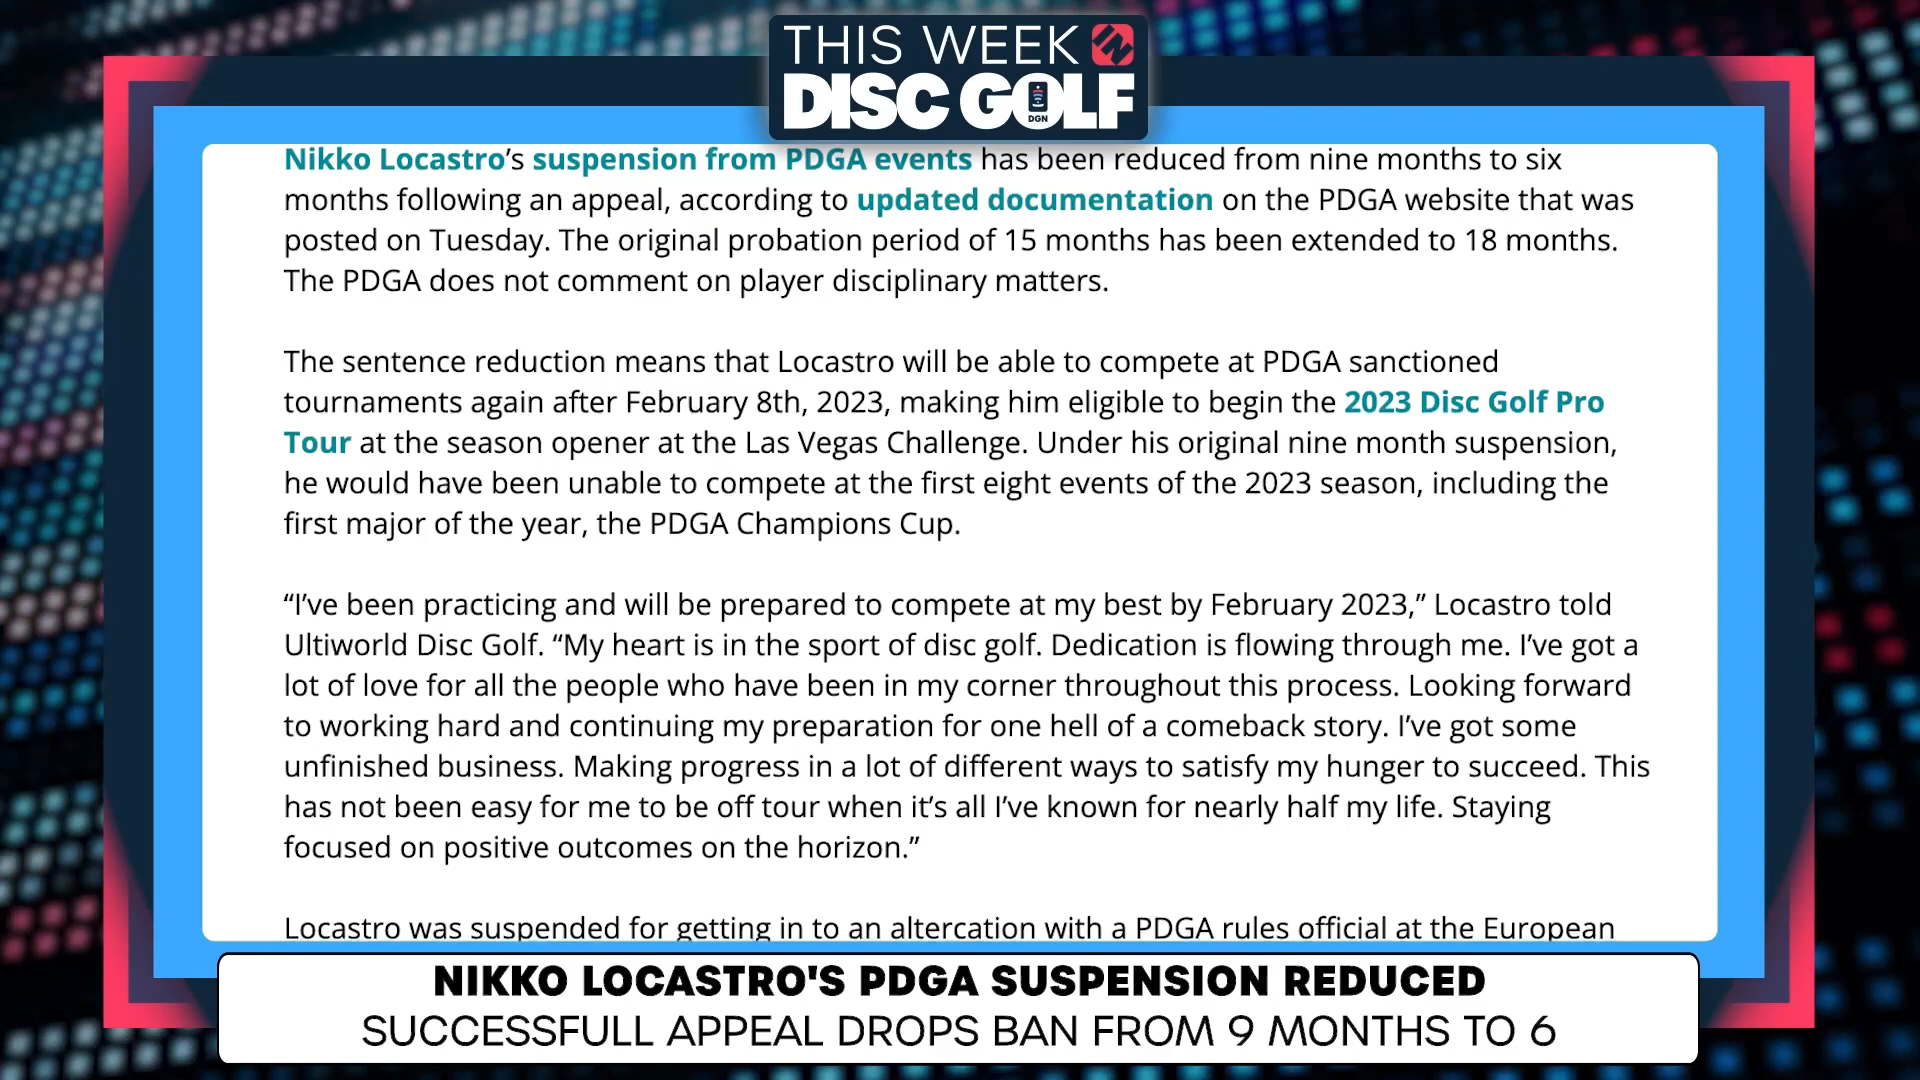 THIS WEEK IN
DISC GOLF
DGN
Nikko Locastro’s suspension from PDGA events has been reduced from nine months to six
months following an appeal, according to updated documentation on the PDGA website that was
posted on Tuesday. The original probation period of 15 months has been extended to 18 months.
The PDGA does not comment on player disciplinary matters.
The sentence reduction means that Locastro will be able to compete at PDGA sanctioned
tournaments again after February 8th, 2023, making him eligible to begin the 2023 Disc Golf Pro
Tour at the season opener at the Las Vegas Challenge. Under his original nine month suspension,
he would have been unable to compete at the first eight events of the 2023 season, including the
first major of the year, the PDGA Champions Cup.
“I’ve been practicing and will be prepared to compete at my best by February 2023,” Locastro told
Ultiworld Disc Golf. “My heart is in the sport of disc golf. Dedication is flowing through me. I’ve got a
lot of love for all the people who have been in my corner throughout this process. Looking forward
to working hard and continuing my preparation for one hell of a comeback story. I’ve got some
unfinished business. Making progress in a lot of different ways to satisfy my hunger to succeed. This
has not been easy for me to be off tour when it’s all I’ve known for nearly half my life. Staying
focused on positive outcomes on the horizon.”
Locastro was suspended for getting in to an altercation with a PDGA rules official at the European
NIKKO LOCASTRO'S PDGA SUSPENSION REDUCED
SUCCESSFULL APPEAL DROPS BAN FROM 9 MONTHS TO 6